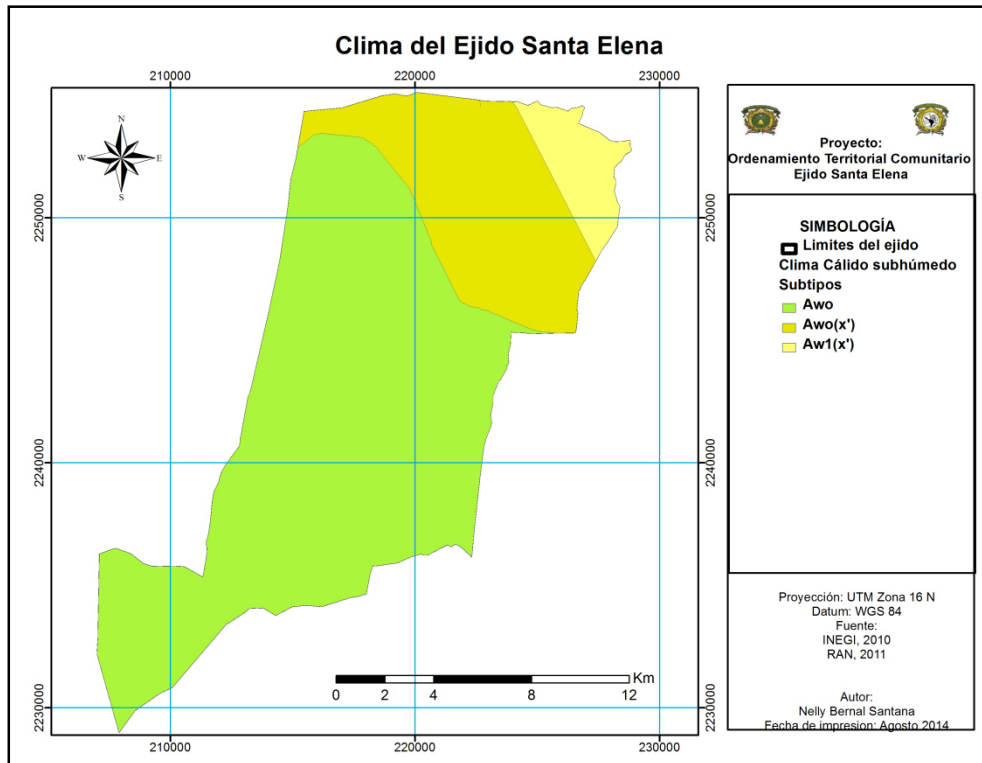 Clima del Ejido Santa Elena
210000
220000
230000
N
W
E
S
2250000
2250000
2240000
2240000
2230000
2230000
Km
0 2 4 8 12
210000
220000
230000
Proyecto:
Ordenamiento Territorial Comunitario
Ejido Santa Elena
SIMBOLOGÍA
Limites del ejido
Clima Cálido subhúmedo
Subtipos
Awo
Awo(x')
Aw1(x')
Proyección: UTM Zona 16 N
Datum: WGS 84
Fuente:
INEGI, 2010
RAN, 2011
Autor:
Nelly Bernal Santana
Fecha de impresion: Agosto 2014